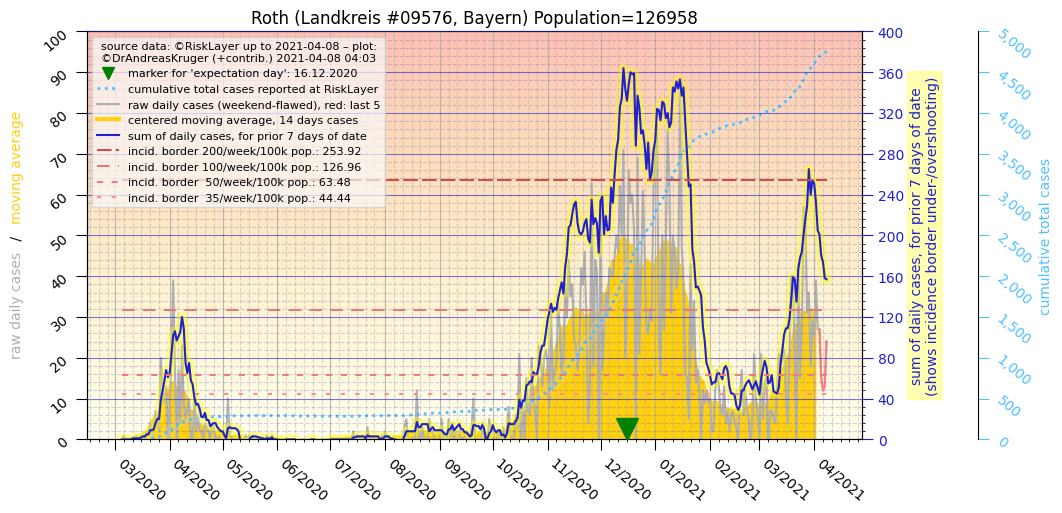 Roth (Landkreis #09576, Bayern) Population=126958
source data: ©RiskLayer up to 2021-04-08 – plot:
©DrAndreasKruger (+contrib.) 2021-04-08 04:03
marker for 'expectation day': 16.12.2020
cumulative total cases reported at RiskLayer
raw daily cases (weekend-flawed), red: last 5
centered moving average, 14 days cases
sum of daily cases, for prior 7 days of date
incid. border 200/week/100k pop.: 253.92
incid. border 100/week/100k pop.: 126.96
incid. border  50/week/100k pop.: 63.48
incid. border  35/week/100k pop.: 44.44
raw daily cases / moving average
100
90
80
70
60
50
40
30
20
10
0
03/2020
04/2020
05/2020
06/2020
07/2020
08/2020
09/2020
10/2020
11/2020
12/2020
01/2021
02/2021
03/2021
04/2021
400
360
320
280
240
200
160
120
80
40
0
sum of daily cases, for prior 7 days of date
(shows incidence border under-/overshooting)
5,000
4,500
4,000
3,500
3,000
2,500
2,000
1,500
1,000
500
0
cumulative total cases